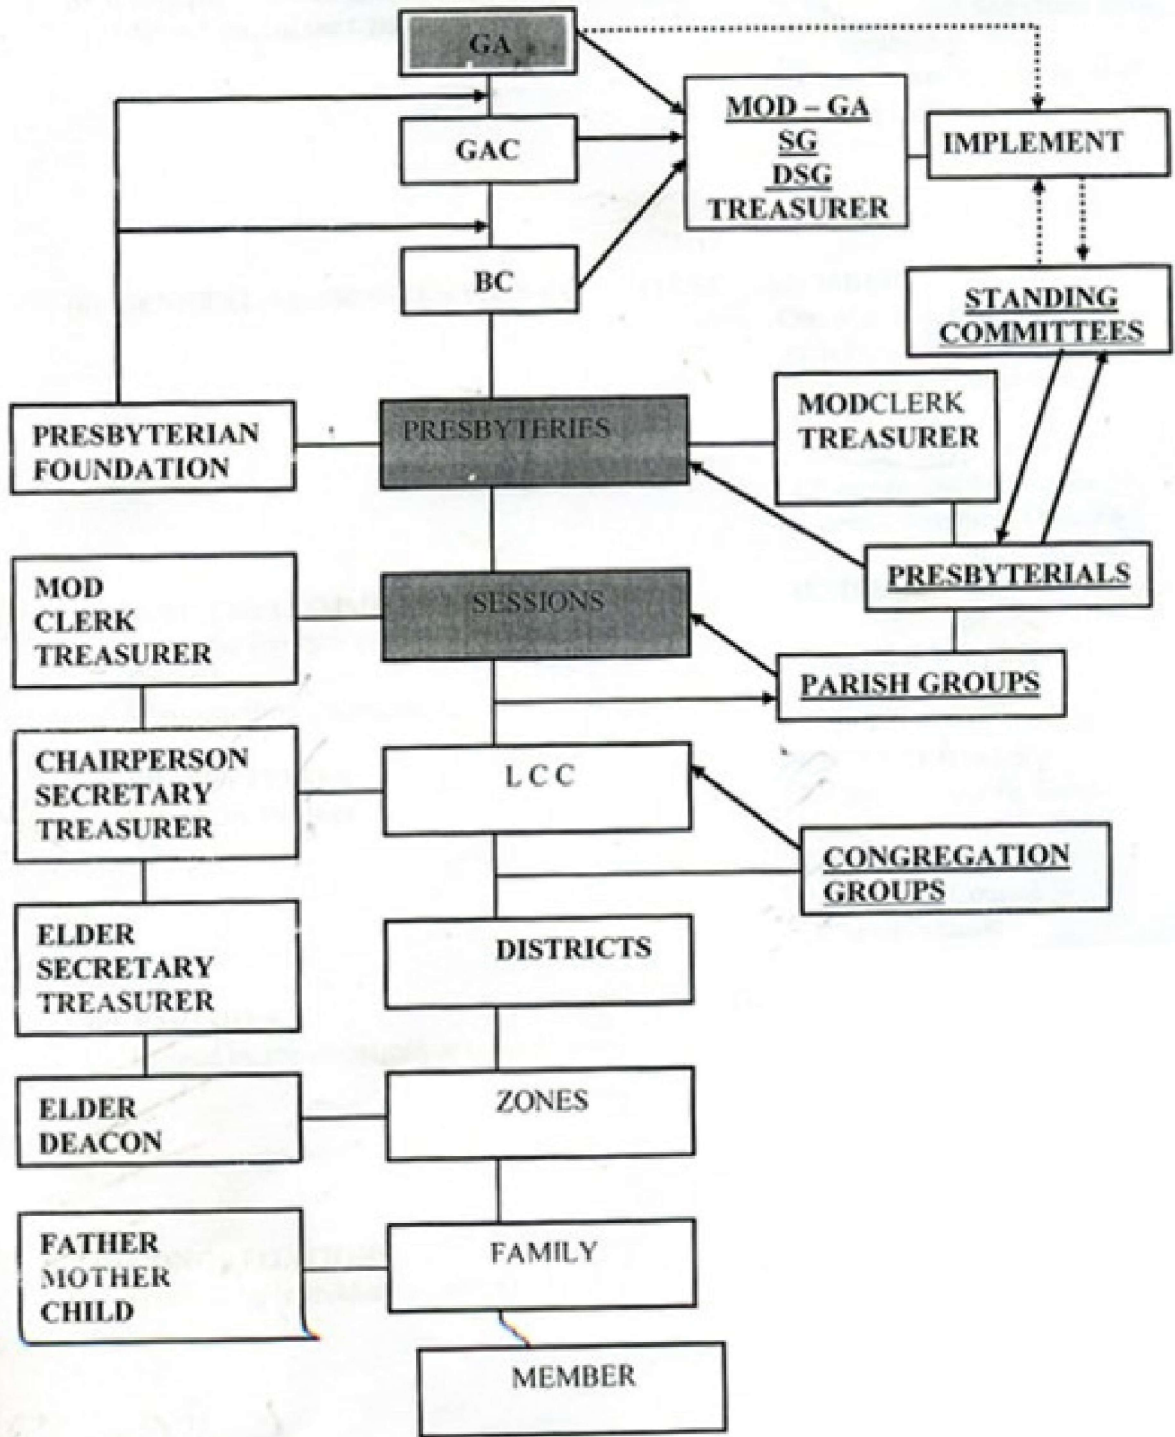 GA
GAC
BC
MOD – GA
SG
DSG
TREASURER
IMPLEMENT
STANDING
COMMITTEES
PRESBYTERIAN
FOUNDATION
PRESBYTERIES
MODCLERK
TREASURER
PRESBYTERIALS
MOD
CLERK
TREASURER
SESSIONS
PARISH GROUPS
CHAIRPERSON
SECRETARY
TREASURER
L C C
CONGREGATION
GROUPS
ELDER
SECRETARY
TREASURER
DISTRICTS
ELDER
DEACON
ZONES
FATHER
MOTHER
CHILD
FAMILY
MEMBER